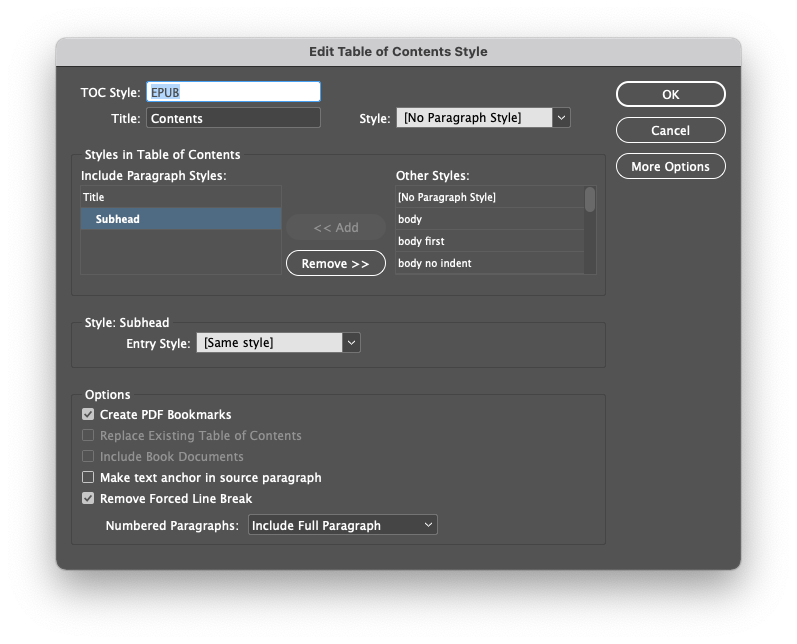 Edit Table of Contents Style
TOC Style: EPUB
OK
Title: Contents
Style: [No Paragraph Style]
Cancel
More Options
Styles in Table of Contents
Include Paragraph Styles:
Other Styles:
Title
[No Paragraph Style]
Subhead
body
<< Add
body first
Remove >>
body no indent
Style: Subhead
Entry Style: [Same style]
Options
Create PDF Bookmarks
Replace Existing Table of Contents
Include Book Documents
Make text anchor in source paragraph
Remove Forced Line Break
Numbered Paragraphs: Include Full Paragraph